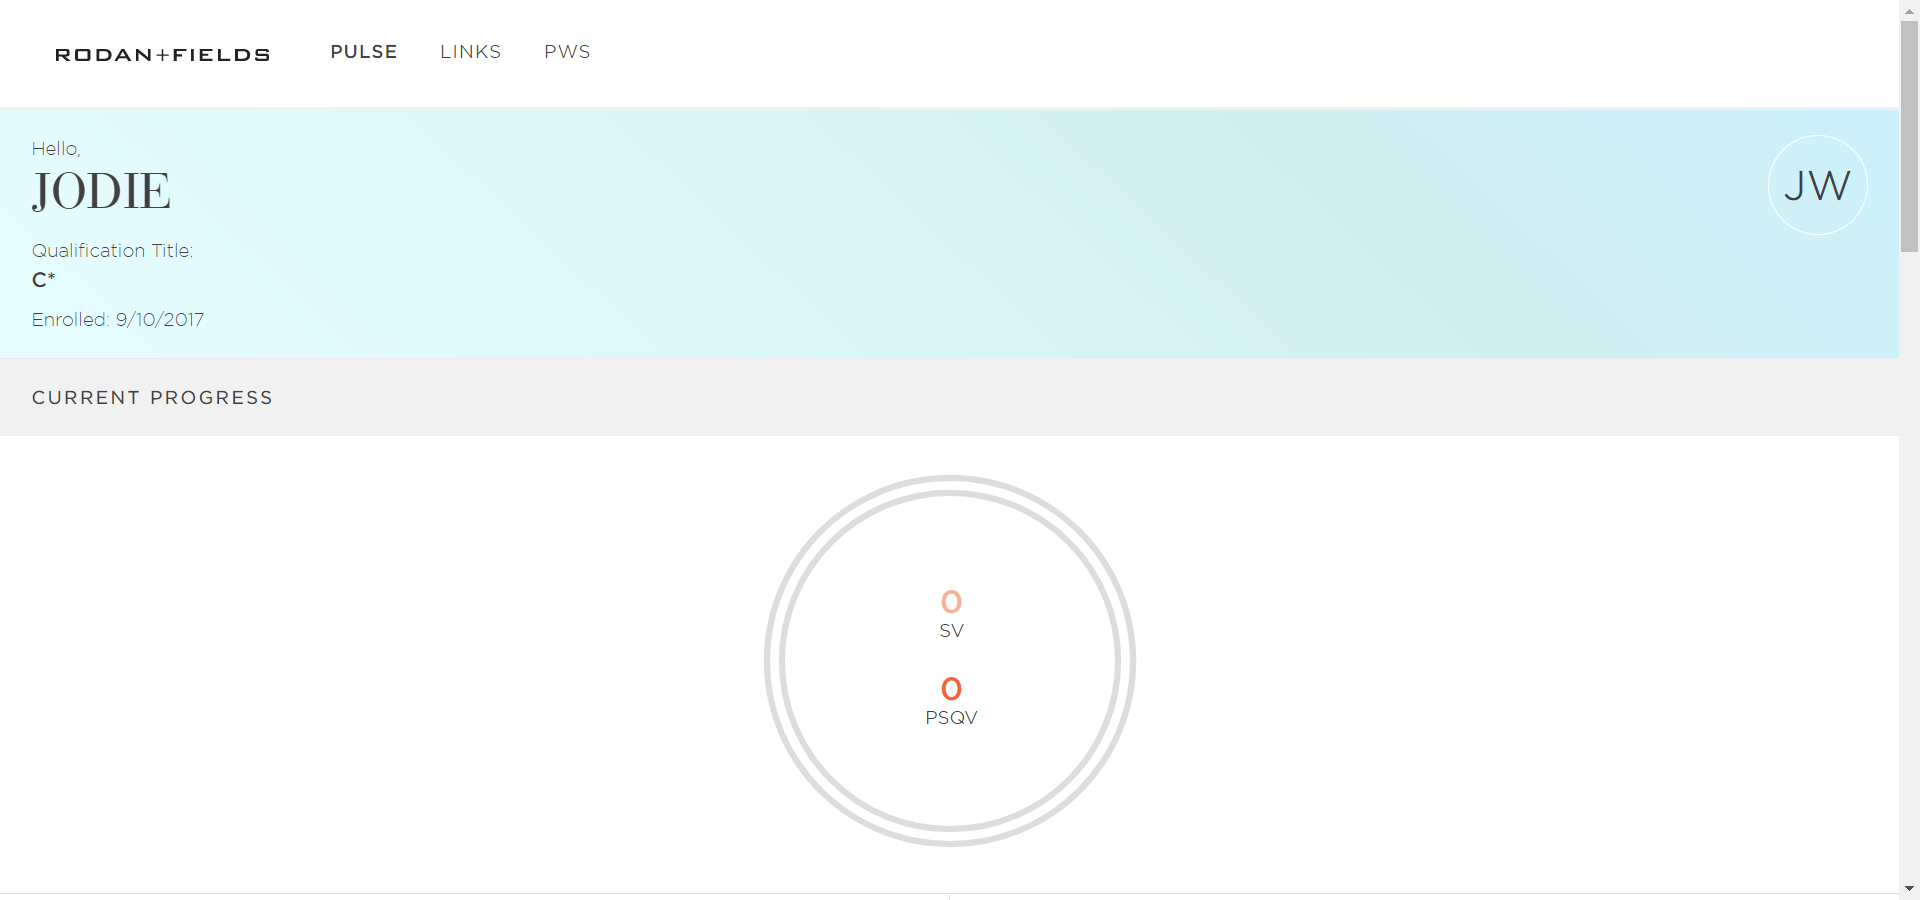 RODAN+FIELDS PULSE LINKS PWS
Hello,
JODIE
JW
Qualification Title:
C*
Enrolled: 9/10/2017
CURRENT PROGRESS
0
SV
0
PSQV